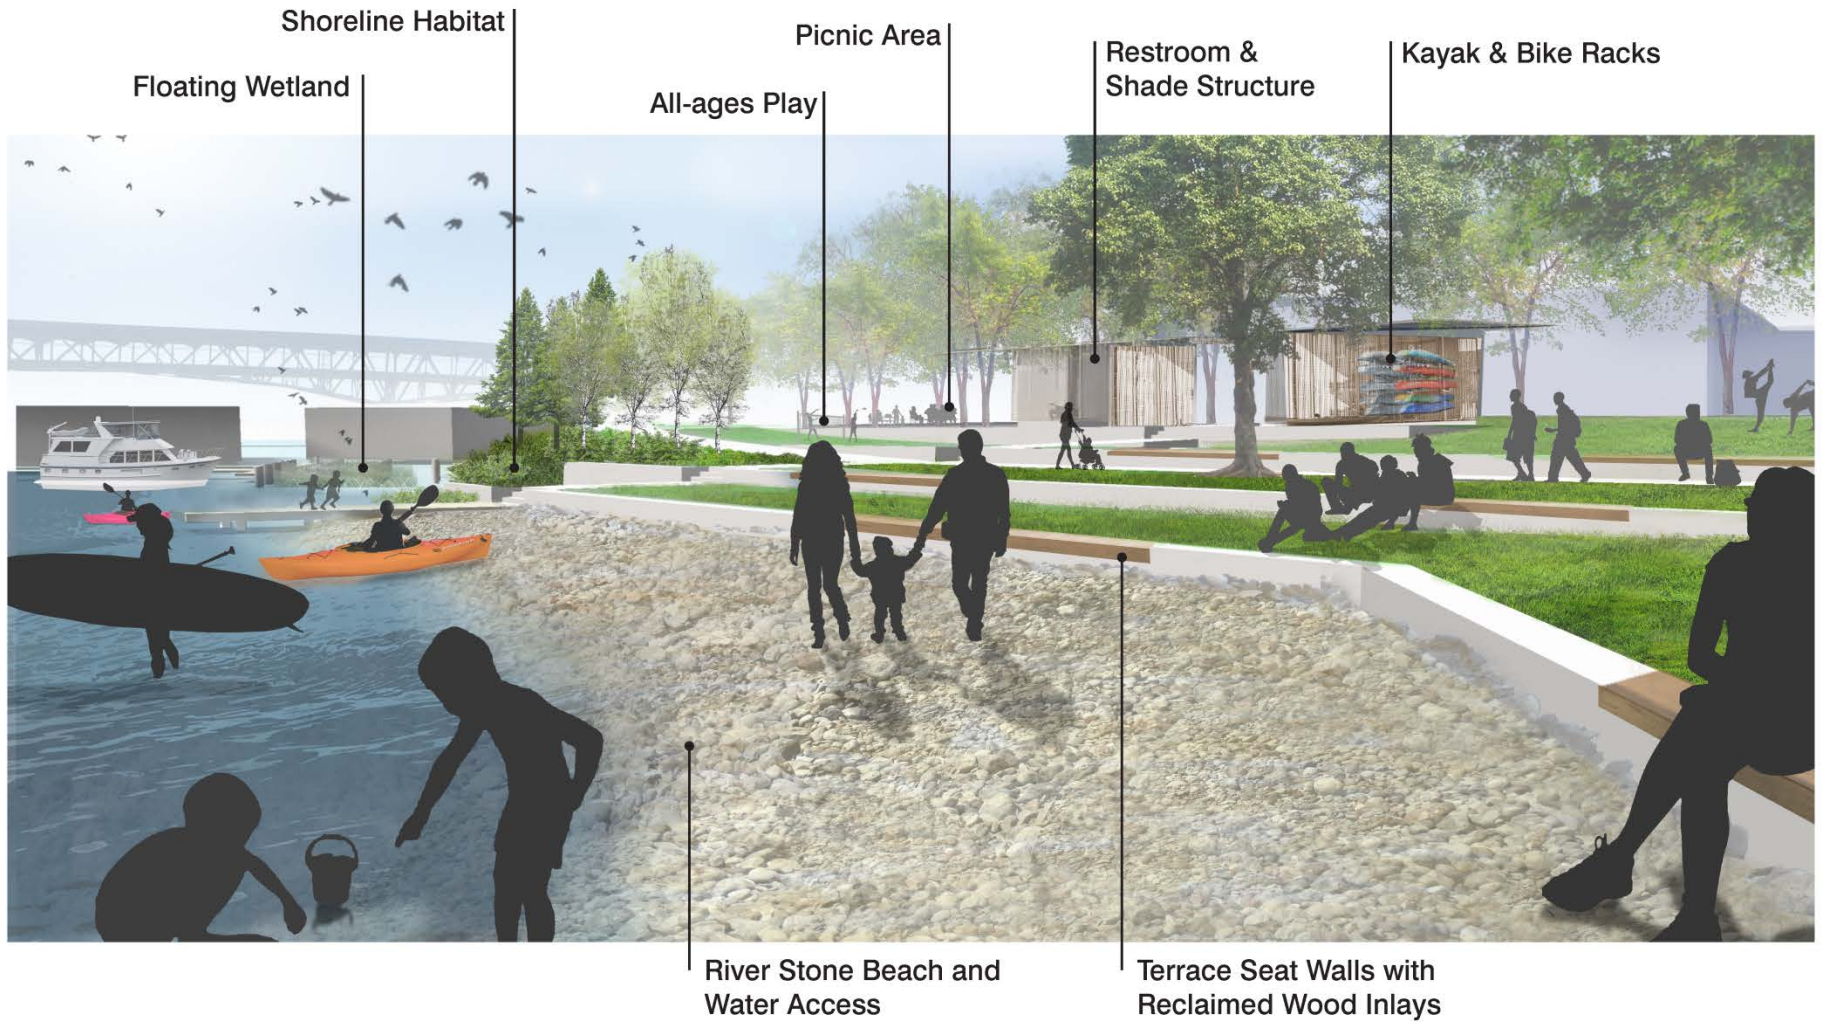 Shoreline Habitat
Floating Wetland
Picnic Area
All-ages Play
Restroom &
Shade Structure
Kayak & Bike Racks
River Stone Beach and
Water Access
Terrace Seat Walls with
Reclaimed Wood Inlays